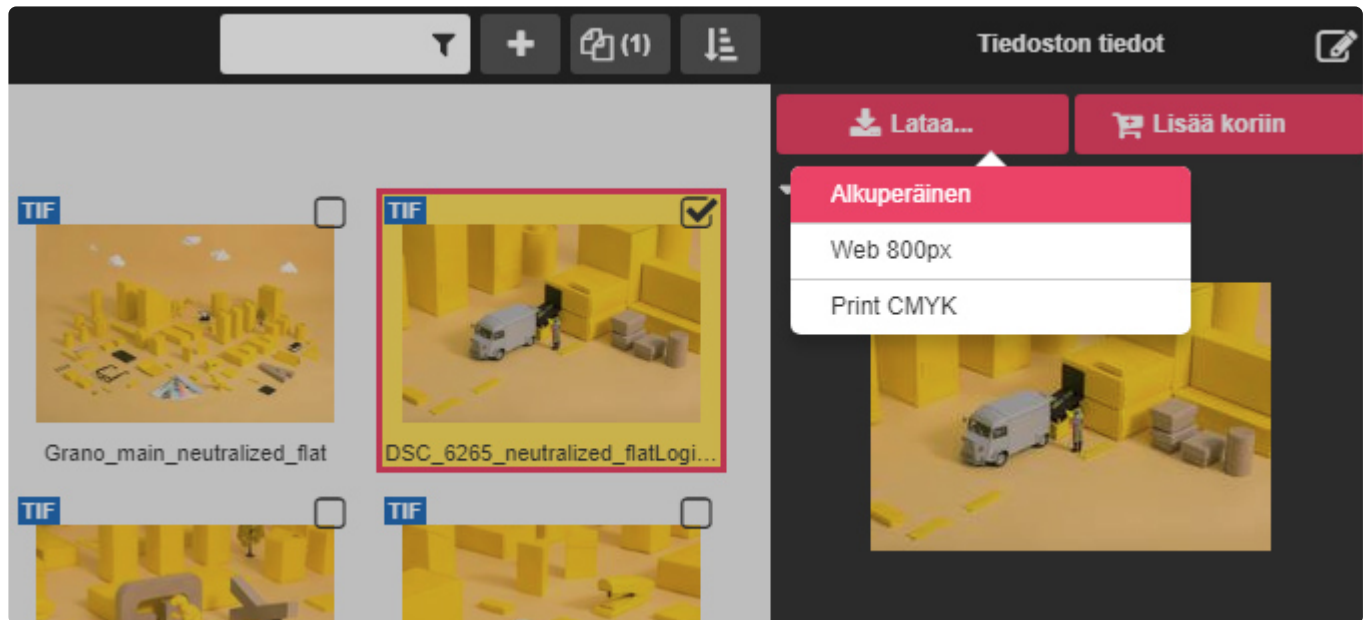 (1)
Tiedoston tiedot
Lataa...
Lisää koriin
Alkuperäinen
Web 800px
Print CMYK
TIF
TIF
Grano_main_neutralized_flat
DSC_6265_neutralized_flatLogi...
TIF
TIF